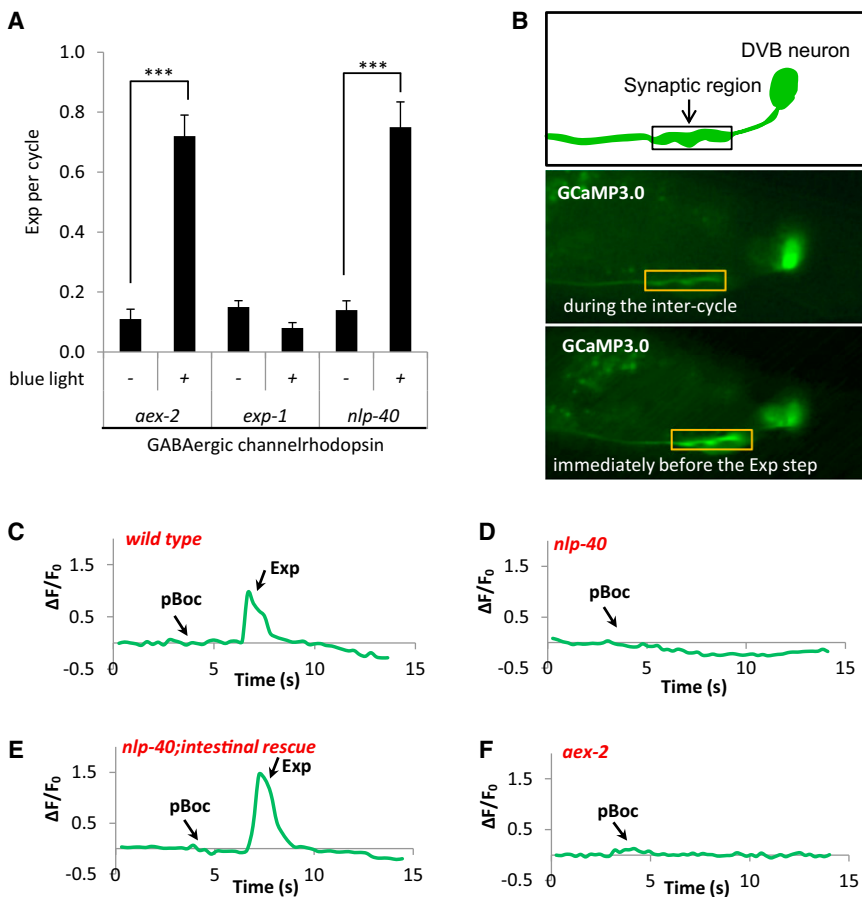 A
Exp per cycle
1.0
0.8
0.6
0.4
0.2
0.0
***
***
blue light
- + - + - +
aex-2 exp-1 nlp-40
GABAergic channelrhodopsin
B
DVB neuron
Synaptic region
GCaMP3.0
during the inter-cycle
GCaMP3.0
immediately before the Exp step
C
wild type
ΔF/F0
1.5
0.5
-0.5
pBoc
Exp
0 5 10 15
Time (s)
D
nlp-40
ΔF/F0
1.5
0.5
-0.5
pBoc
0 5 10 15
Time (s)
E
nlp-40;intestinal rescue
ΔF/F0
1.5
0.5
-0.5
pBoc
Exp
0 5 10 15
Time (s)
F
aex-2
ΔF/F0
1.5
0.5
-0.5
pBoc
0 5 10 15
Time (s)